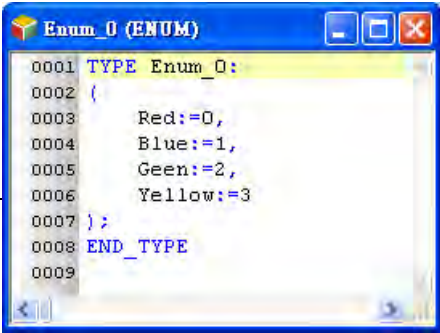 Enum_0 (ENUM)
0001 TYPE Enum_0:
0002 (
0003 Red:=0,
0004 Blue:=1,
0005 Geen:=2,
0006 Yellow:=3
0007 );
0008 END_TYPE
0009